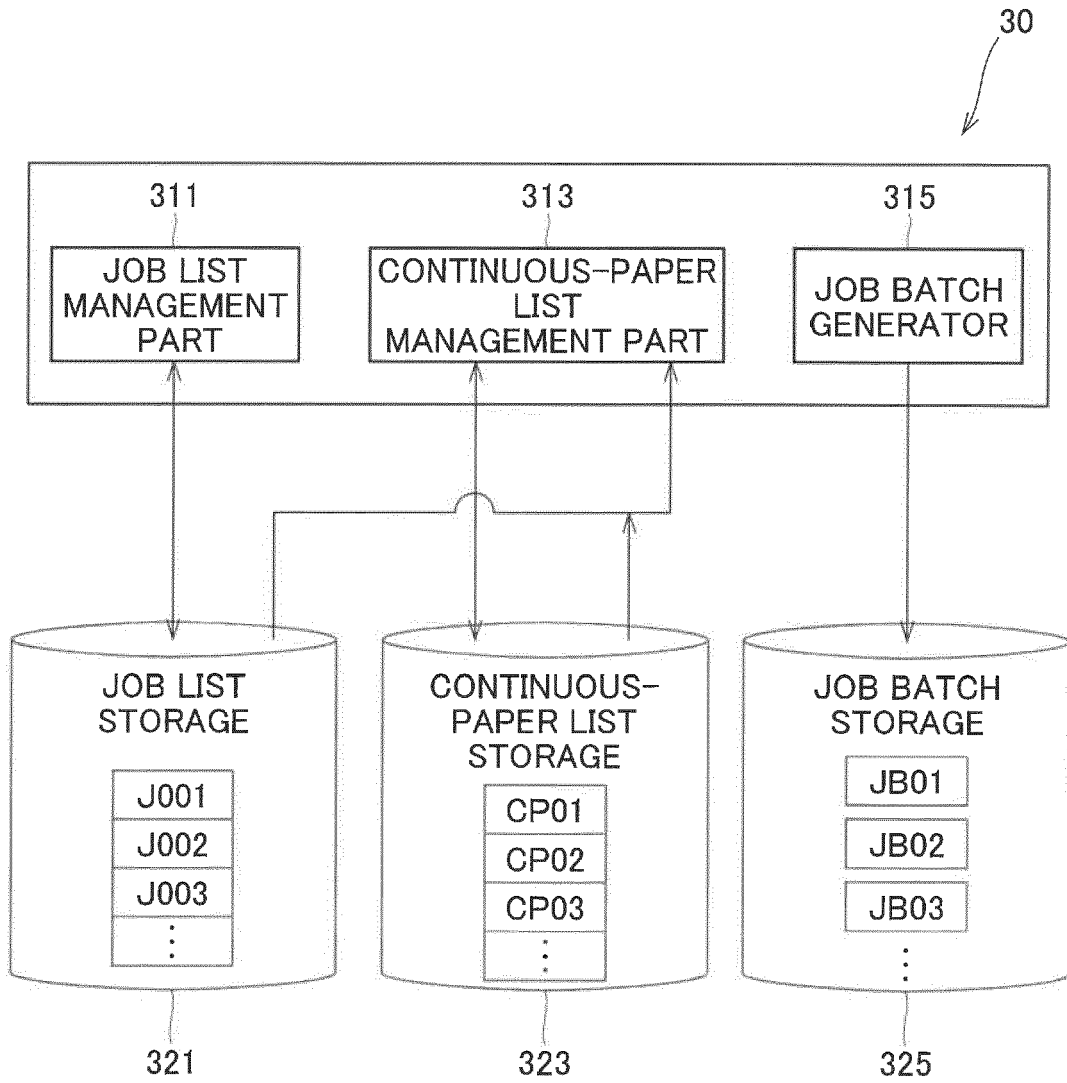 30
311
313
315
JOB LIST
MANAGEMENT
PART
CONTINUOUS-PAPER
LIST
MANAGEMENT PART
JOB BATCH
GENERATOR
JOB LIST
STORAGE
J001
J002
J003
CONTINUOUS-
PAPER LIST
STORAGE
CP01
CP02
CP03
JOB BATCH
STORAGE
JB01
JB02
JB03
321
323
325